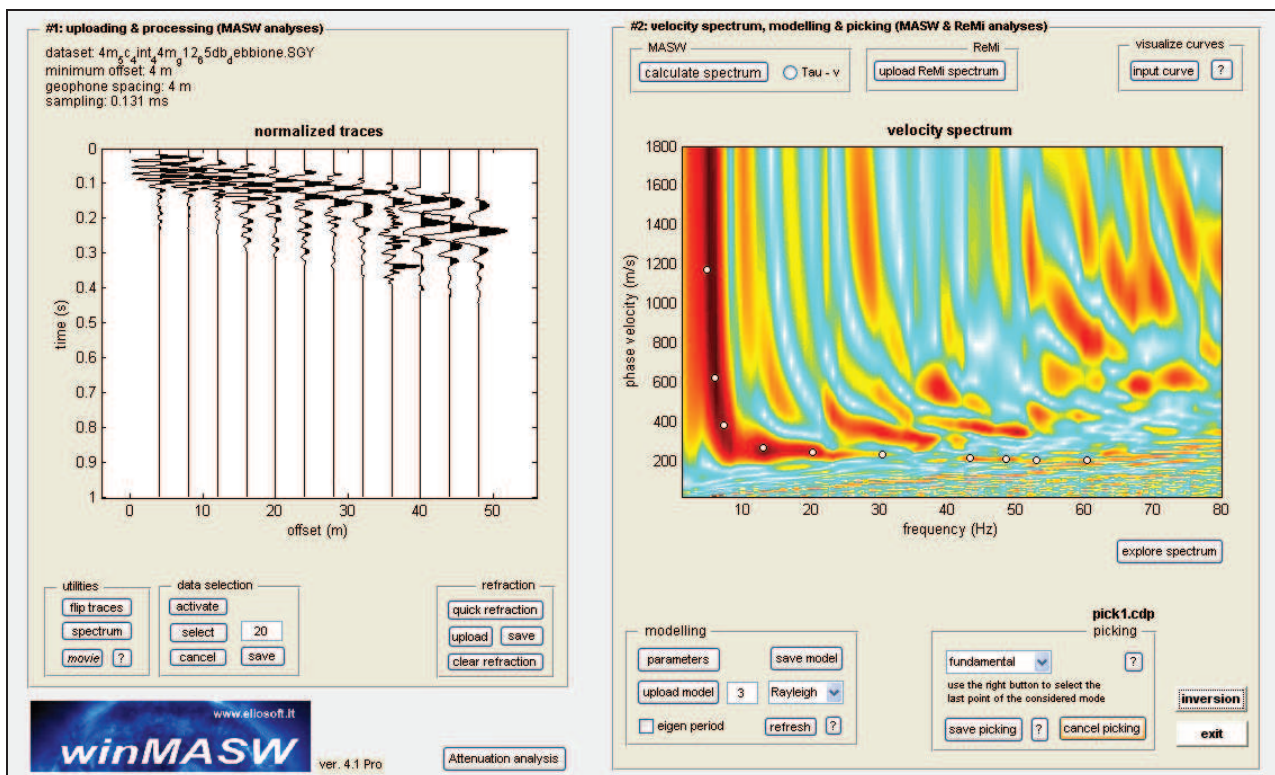 #1: uploading & processing (MASW analyses)
dataset: 4m5c4int4m91265dbdebbione.SGY
minimum offset: 4 m
geophone spacing: 4 m
sampling: 0.131 ms
normalized traces
0
0.1
0.2
0.3
0.4
0.5
0.6
0.7
0.8
0.9
1
time (s)
0 10 20 30 40 50
offset (m)
utilities
flip traces
spectrum
movie ?
data selection
activate
select 20
cancel save
refraction
quick refraction
upload save
clear refraction
www.eliosoft.it
winMASW
ver. 4.1 Pro
Attenuation analysis
#2: velocity spectrum, modelling & picking (MASW & ReMi analyses)
MASW
calculate spectrum Tau - v
ReMi
upload ReMi spectrum
visualize curves
input curve ?
velocity spectrum
1800
1600
1400
1200
1000
800
600
400
200
phase velocity (m/s)
10 20 30 40 50 60 70 80
frequency (Hz)
explore spectrum
modelling
parameters save model
upload model 3 Rayleigh
eigen period refresh ?
pick1.cdp
picking
fundamental ?
use the right button to select the
last point of the considered mode
save picking ? cancel picking
inversion
exit